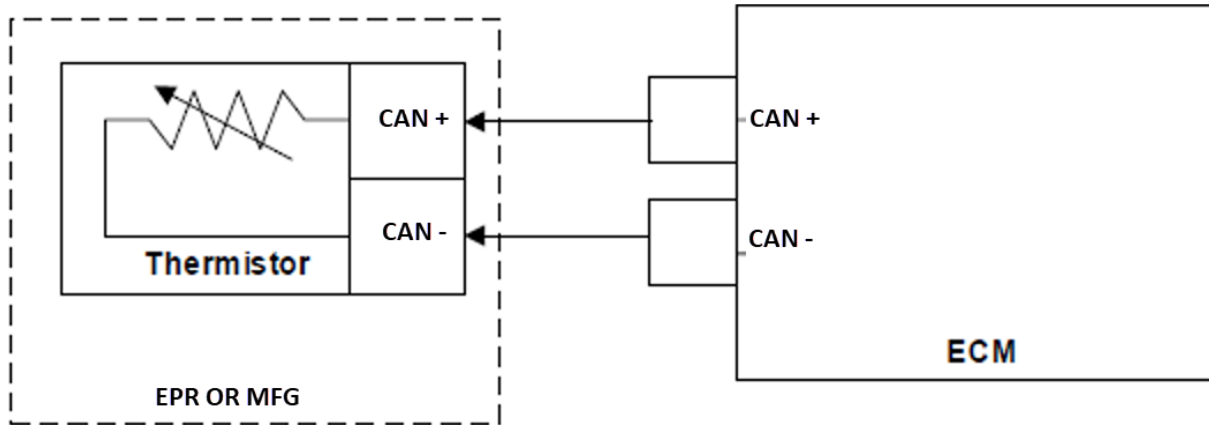 CAN +
CAN +
CAN -
CAN -
Thermistor
ECM
EPR OR MFG